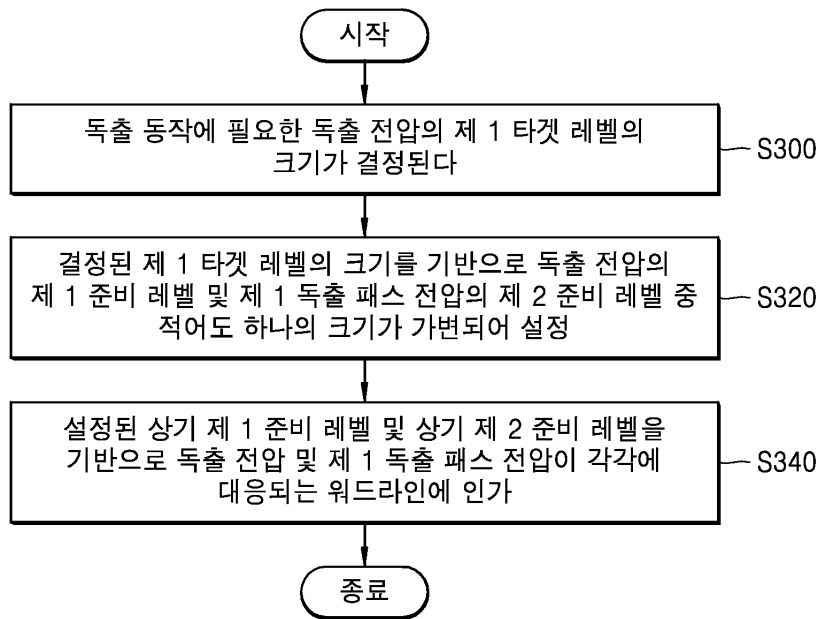 시작
독출 동작에 필요한 독출 전압의 제 1 타겟 레벨의
크기가 결정된다
S300
결정된 제 1 타겟 레벨의 크기를 기반으로 독출 전압의
제 1 준비 레벨 및 제 1 독출 패스 전압의 제 2 준비 레벨 중
적어도 하나의 크기가 가변되어 설정
S320
설정된 상기 제 1 준비 레벨 및 상기 제 2 준비 레벨을
기반으로 독출 전압 및 제 1 독출 패스 전압이 각각에
대응되는 워드라인에 인가
S340
종료